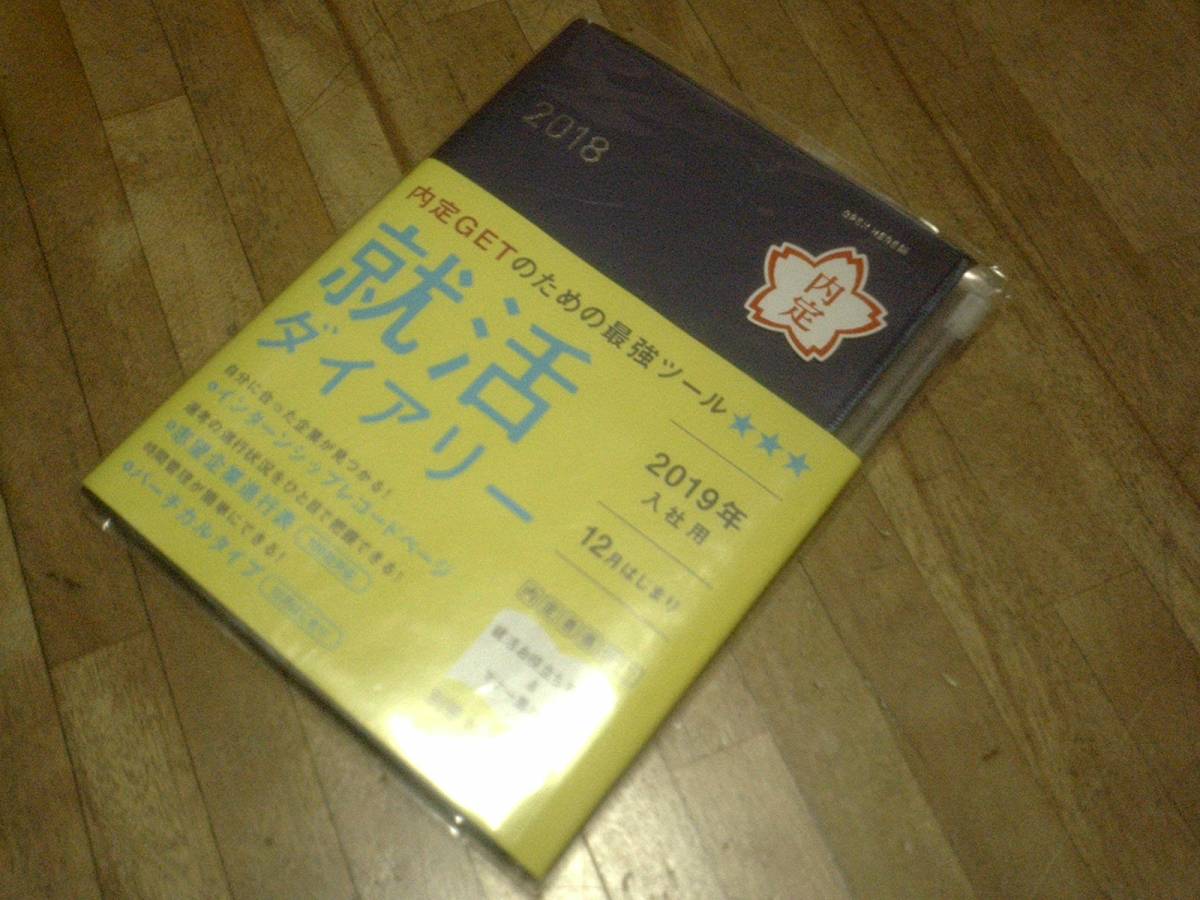 2018
内定
内定GETのための最強ツール★★★
就活
ダイアリー
2019年
入社用
12月はじまり
自分に合った企業が見つかる!
インターンシップレコードページ
選考の進行状況をひと目で把握できる!
志望企業進行表
時間管理が簡単にできる!
バーチカルタイプ